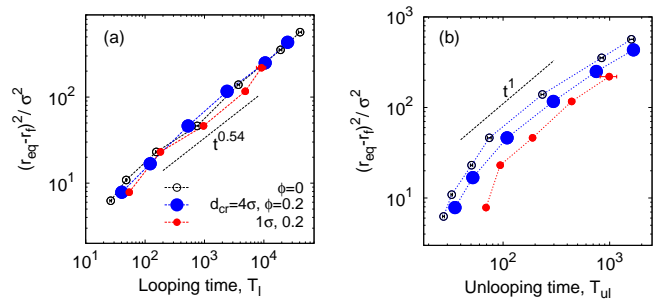 (a)
(r_eq-r_f)^2/σ^2
10^2
10^1
t^0.54
ϕ=0
d_cr=4σ, ϕ=0.2
1σ, 0.2
10^1 10^2 10^3 10^4 10^5
Looping time, T_l
(b)
(r_eq-r_f)^2/σ^2
10^3
10^2
10^1
t^1
10^2 10^3
Unlooping time, T_ul